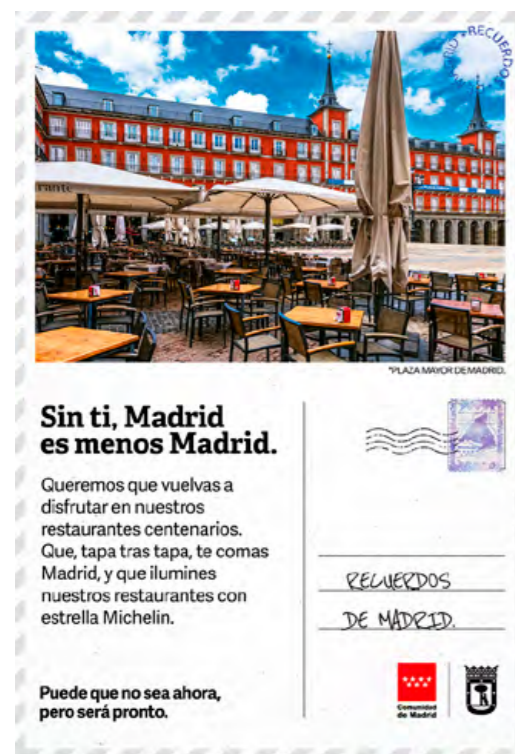 RECUERDO
rante
*PLAZA MAYOR DE MADRID.
Sin ti, Madrid
es menos Madrid.
Queremos que vuelvas a
disfrutar en nuestros
restaurantes centenarios.
Que, tapa tras tapa, te comas
Madrid, y que ilumines
nuestros restaurantes con
estrella Michelin.
RECUERDOS
DE MADRID.
Puede que no sea ahora,
pero será pronto.
Comunidad
de Madrid